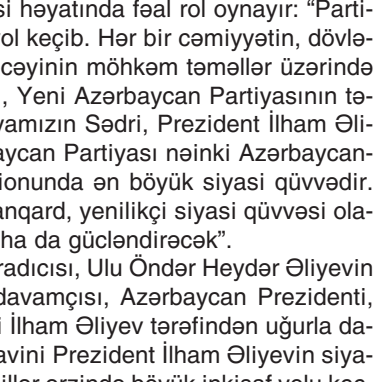 si həyatında fəal rol oynayır: “Parti-
ol keçib. Hər bir cəmiyyətin, dövlə-
cəyinin möhkəm təməllər üzərində
, Yeni Azərbaycan Partiyasının tə-
yamızın Sədri, Prezident İlham Əli-
aycan Partiyası nəinki Azərbaycan-
ionunda ən böyük siyasi qüvvədir.
anqard, yenilikçi siyasi qüvvəsi ola-
ha da gücləndirəcək”.
radıcısı, Ulu Öndər Heydər Əliyevin
davamçısı, Azərbaycan Prezidenti,
i İlham Əliyev tərəfindən uğurla da-
avini Prezident İlham Əliyevin siya-
illər ərzində böyük inkişaf yolu keç-